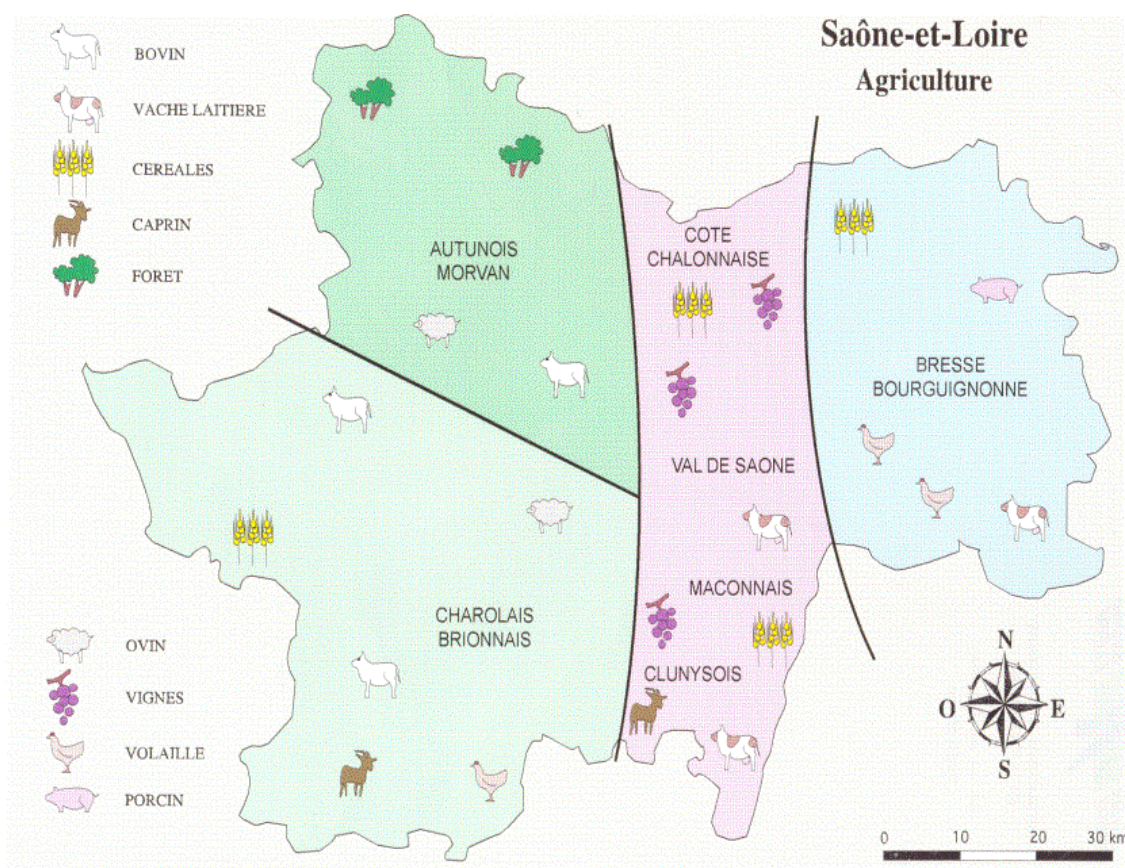 Saône-et-Loire
Agriculture
BOVIN
VACHE LAITIERE
CEREALES
CAPRIN
FORET
AUTUNOIS
MORVAN
COTE
CHALONNAISE
BRESSE
BOURGUIGNONNE
VAL DE SAONE
MACONNAIS
CHAROLAIS
BRIONNAIS
CLUNYSOIS
OVIN
VIGNES
VOLAILLE
PORCIN
N
O
E
S
0 10 20 30 km